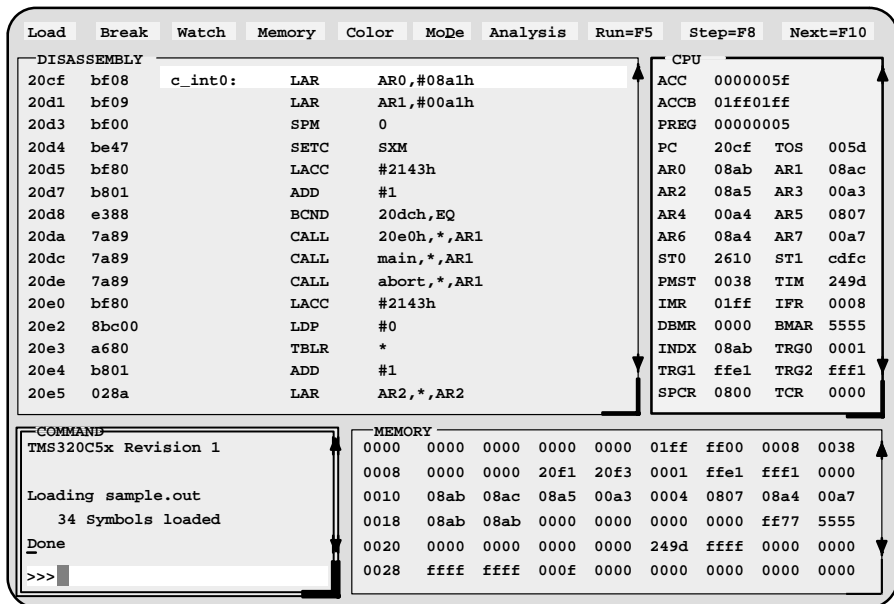 Load Break Watch Memory Color MoDe Analysis Run=F5 Step=F8 Next=F10
DISASSEMBLY
20cf bf08 c_int0: LAR AR0,#08a1h
20d1 bf09 LAR AR1,#00a1h
20d3 bf00 SPM 0
20d4 be47 SETC SXM
20d5 bf80 LACC #2143h
20d7 b801 ADD #1
20d8 e388 BCND 20dch,EQ
20da 7a89 CALL 20e0h,*,AR1
20dc 7a89 CALL main,*,AR1
20de 7a89 CALL abort,*,AR1
20e0 bf80 LACC #2143h
20e2 8bc00 LDP #0
20e3 a680 TBLR *
20e4 b801 ADD #1
20e5 028a LAR AR2,*,AR2
CPU
ACC 0000005f
ACCB 01ff01ff
PREG 00000005
PC 20cf TOS 005d
AR0 08ab AR1 08ac
AR2 08a5 AR3 00a3
AR4 00a4 AR5 0807
AR6 08a4 AR7 00a7
ST0 2610 ST1 cdfc
PMST 0038 TIM 249d
IMR 01ff IFR 0008
DBMR 0000 BMAR 5555
INDX 08ab TRG0 0001
TRG1 ffe1 TRG2 fff1
SPCR 0800 TCR 0000
COMMAND
TMS320C5x Revision 1
Loading sample.out
34 Symbols loaded
Done
>>>
MEMORY
0000 0000 0000 0000 0000 01ff ff00 0008 0038
0008 0000 0000 20f1 20f3 0001 ffe1 fff1 0000
0010 08ab 08ac 08a5 00a3 0004 0807 08a4 00a7
0018 08ab 08ab 0000 0000 0000 0000 ff77 5555
0020 0000 0000 0000 0000 249d ffff 0000 0000
0028 ffff ffff 000f 0000 0000 0000 0000 0000